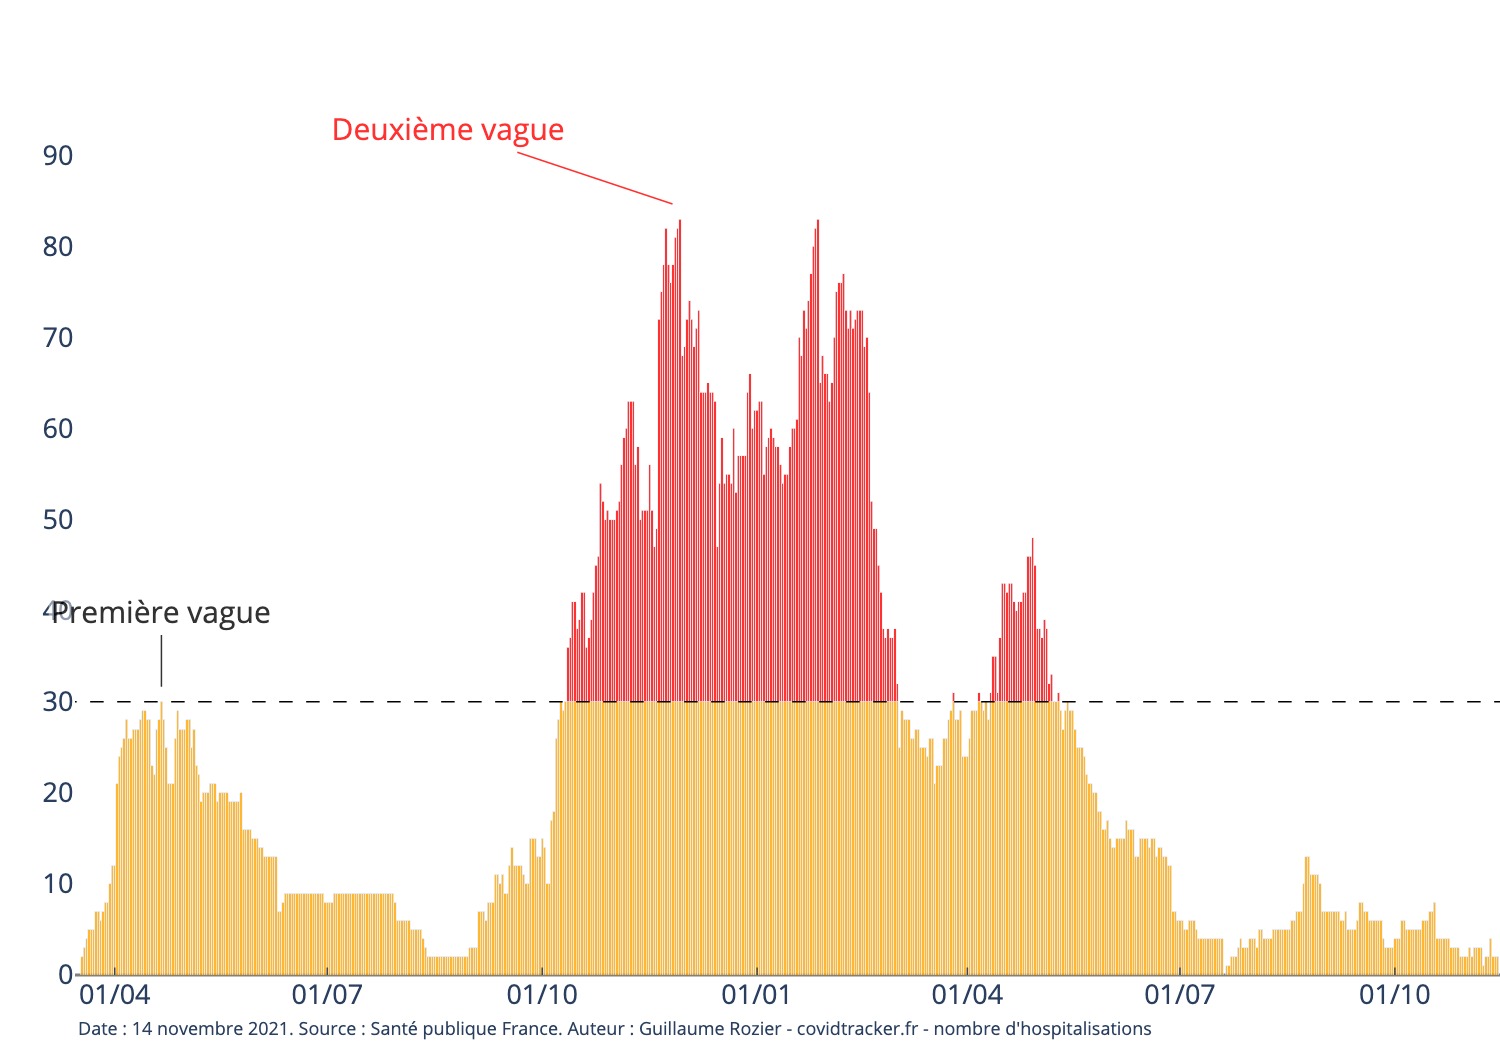 Deuxième vague
90
80
70
60
50
40
Première vague
30
20
10
0
01/04 01/07 01/10 01/01 01/04 01/07 01/10
Date : 14 novembre 2021. Source : Santé publique France. Auteur : Guillaume Rozier - covidtracker.fr - nombre d'hospitalisations